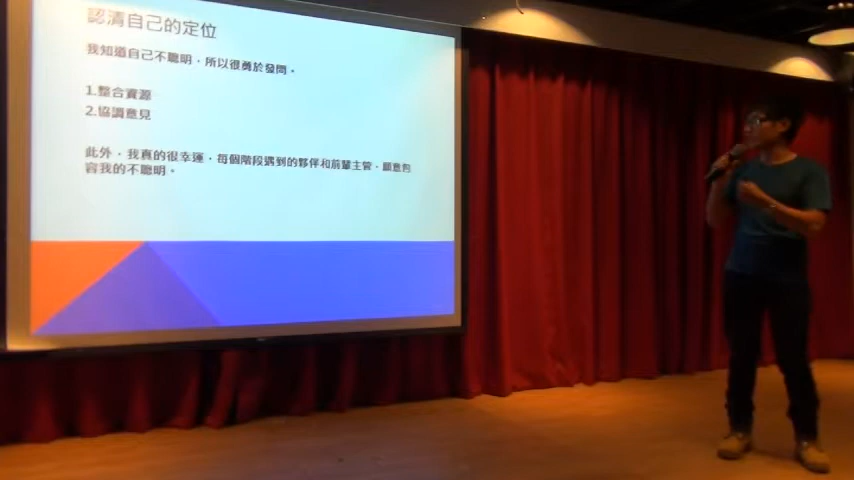 認清自己的定位
我知道自己不聰明，所以很勇於發問。
1.整合資源
2.協調意見
此外，我真的很幸運，每個階段遇到的夥伴和前輩主管，願意包
容我的不聰明。